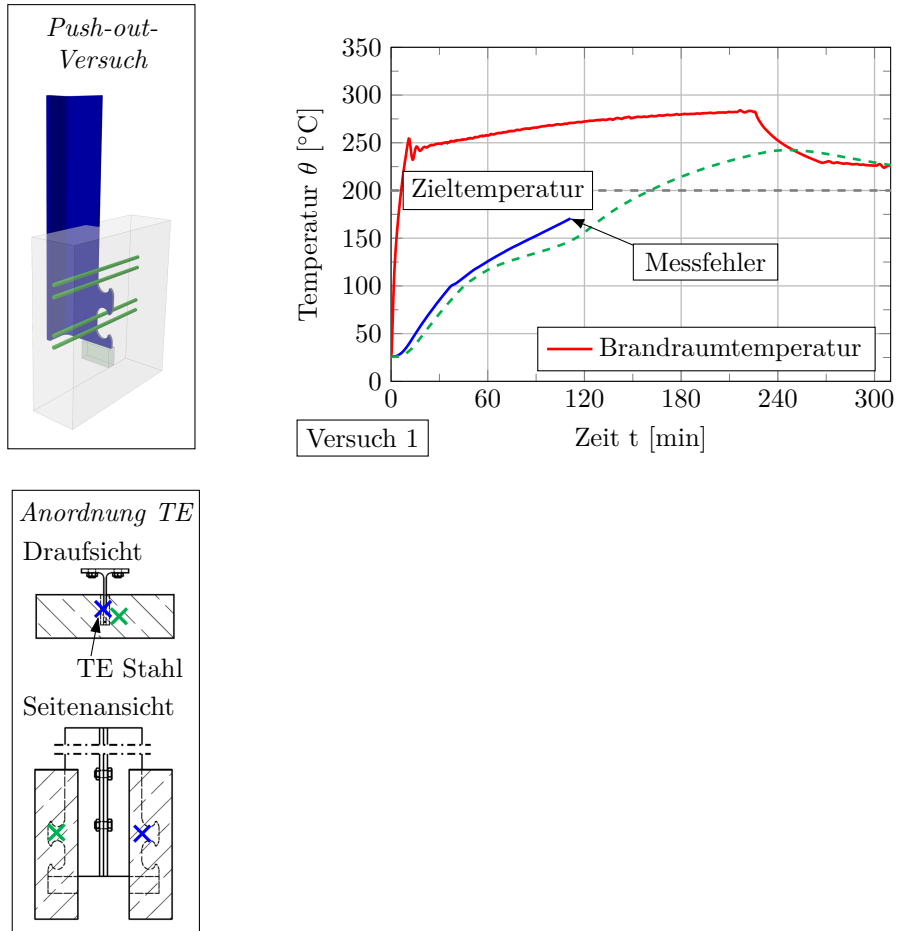 Push-out-
Versuch
Temperatur θ [°C]
350
300
250
200
150
100
50
0
Zieltemperatur
Messfehler
Brandraumtemperatur
0
60
120
180
240
300
Zeit t [min]
Versuch 1
Anordnung TE
Draufsicht
TE Stahl
Seitenansicht